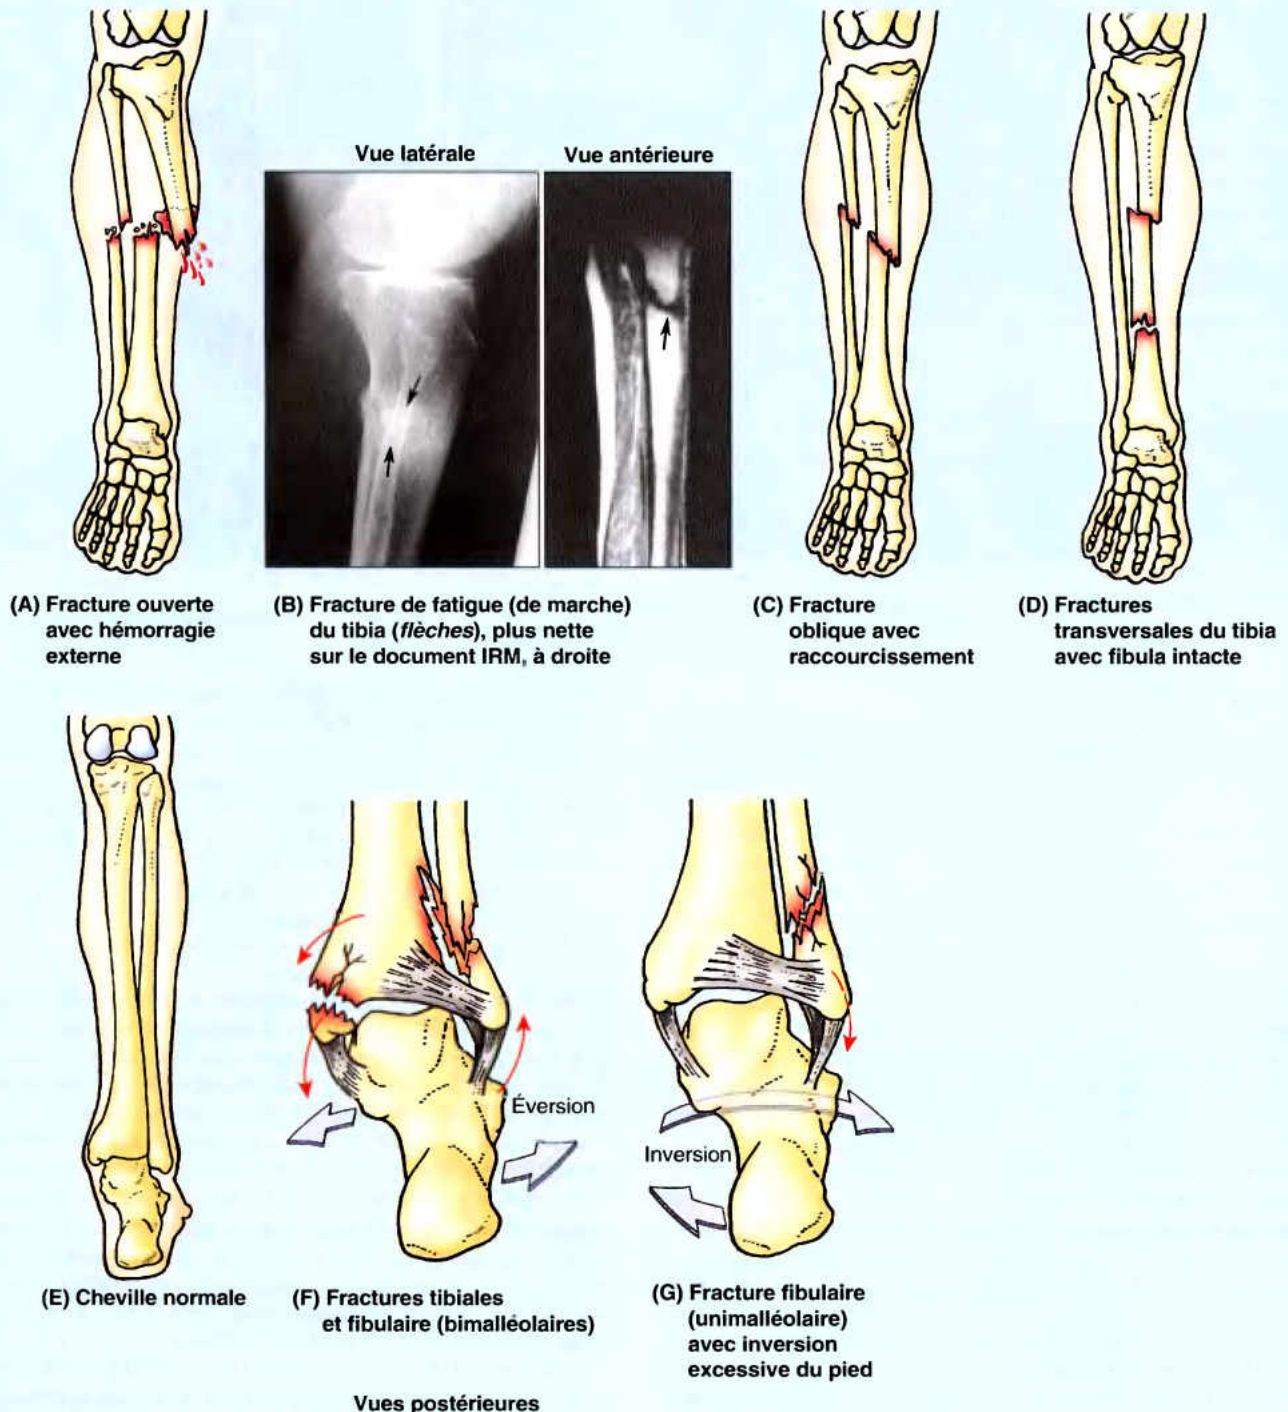 Vue latérale
Vue antérieure
(A) Fracture ouverte
avec hémorragie
externe
(B) Fracture de fatigue (de marche)
du tibia (flèches), plus nette
sur le document IRM, à droite
(C) Fracture
oblique avec
raccourcissement
(D) Fractures
transversales du tibia
avec fibula intacte
Éversion
Inversion
(E) Cheville normale
(F) Fractures tibiales
et fibulaire (bimalléolaires)
(G) Fracture fibulaire
(unimalléolaire)
avec inversion
excessive du pied
Vues postérieures